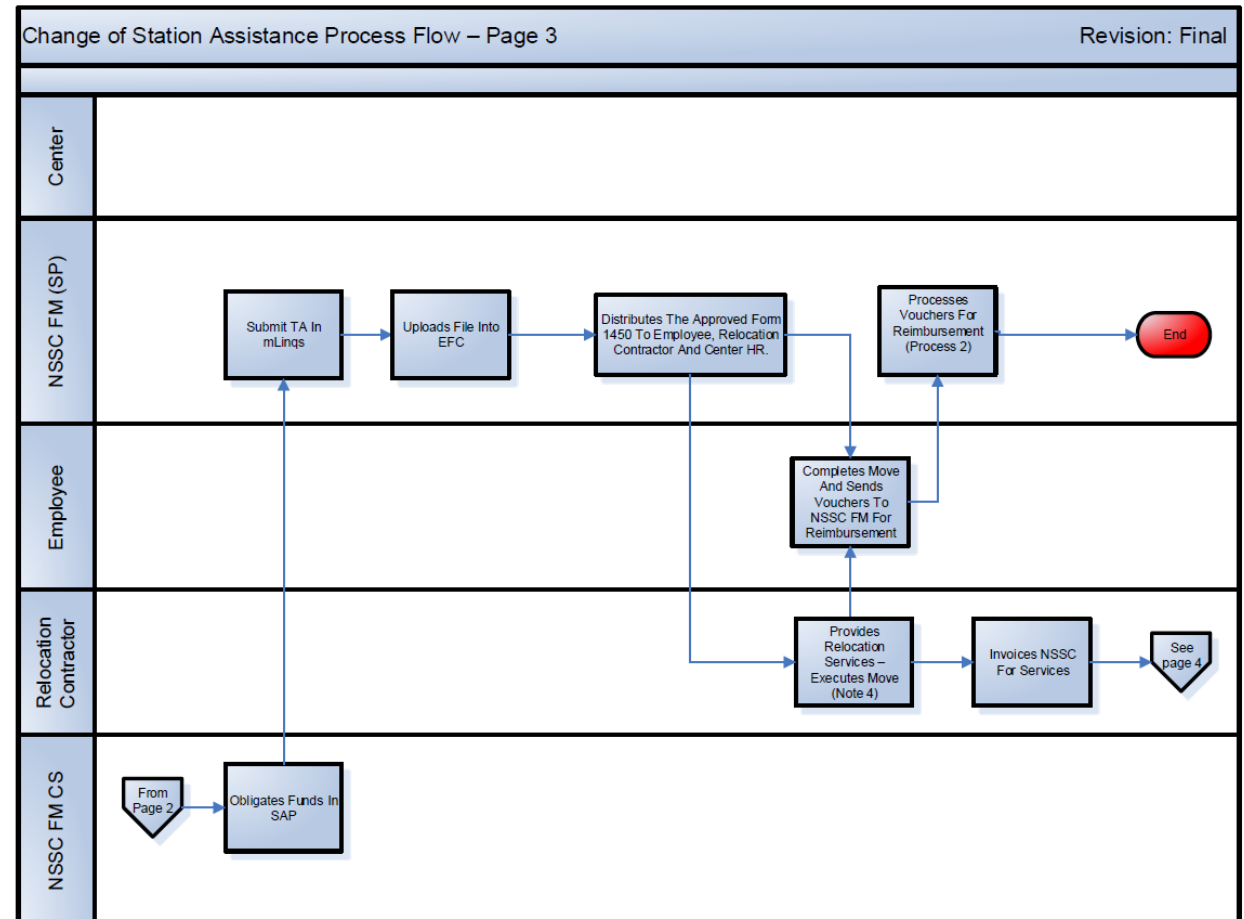 Change of Station Assistance Process Flow – Page 3
Revision: Final
Center
NSSC FM (SP)
Submit TA In
mLinqs
Uploads File Into
EFC
Distributes The Approved Form
1450 To Employee, Relocation
Contractor And Center HR.
Processes
Vouchers For
Reimbursement
(Process 2)
End
Employee
Completes Move
And Sends
Vouchers To
NSSC FM For
Reimbursement
Relocation
Contractor
Provides
Relocation
Services –
Executes Move
(Note 4)
Invoices NSSC
For Services
See
page 4
NSSC FM CS
From
Page 2
Obligates Funds In
SAP